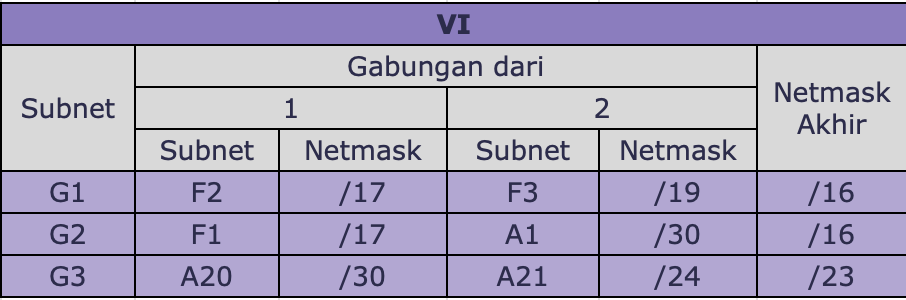 VI
Subnet Gabungan dari Netmask Akhir
1 2
Subnet Netmask Subnet Netmask
G1 F2 /17 F3 /19 /16
G2 F1 /17 A1 /30 /16
G3 A20 /30 A21 /24 /23